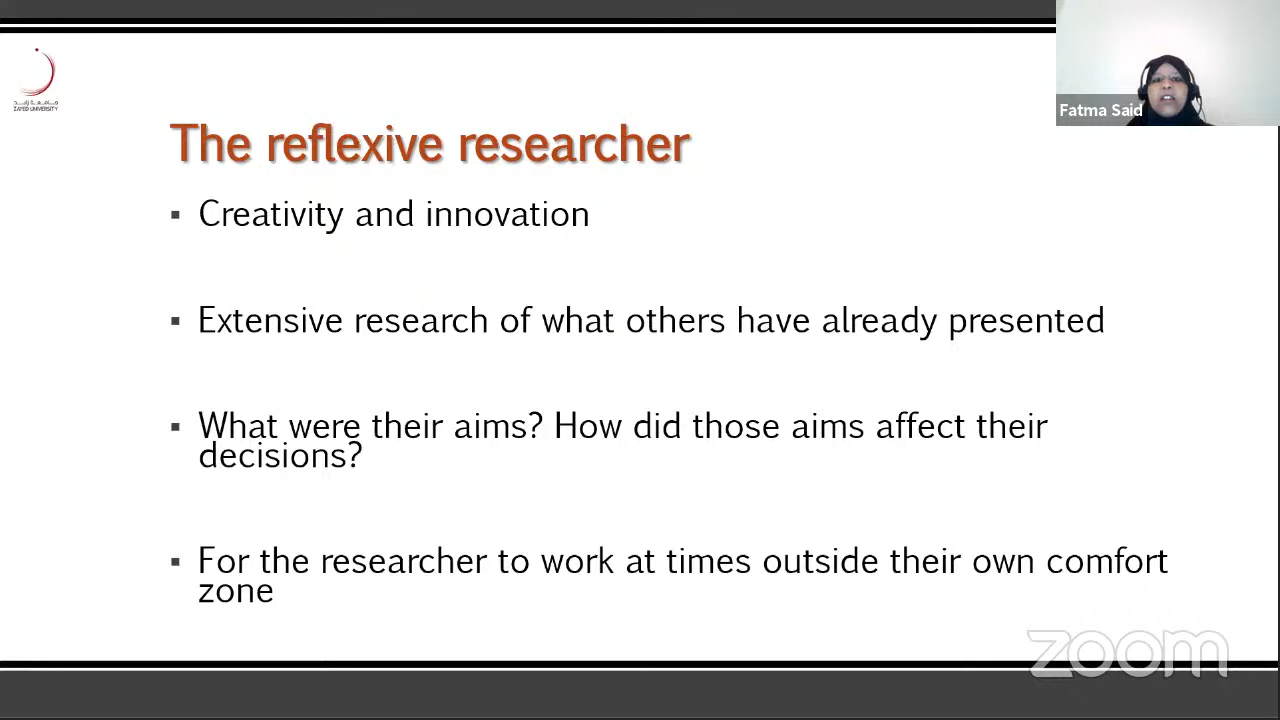 جامعة زايد
ZAYED UNIVERSITY
Fatma Said
The reflexive researcher
▪ Creativity and innovation
▪ Extensive research of what others have already presented
▪ What were their aims? How did those aims affect their
decisions?
▪ For the researcher to work at times outside their own comfort
zone
zoom